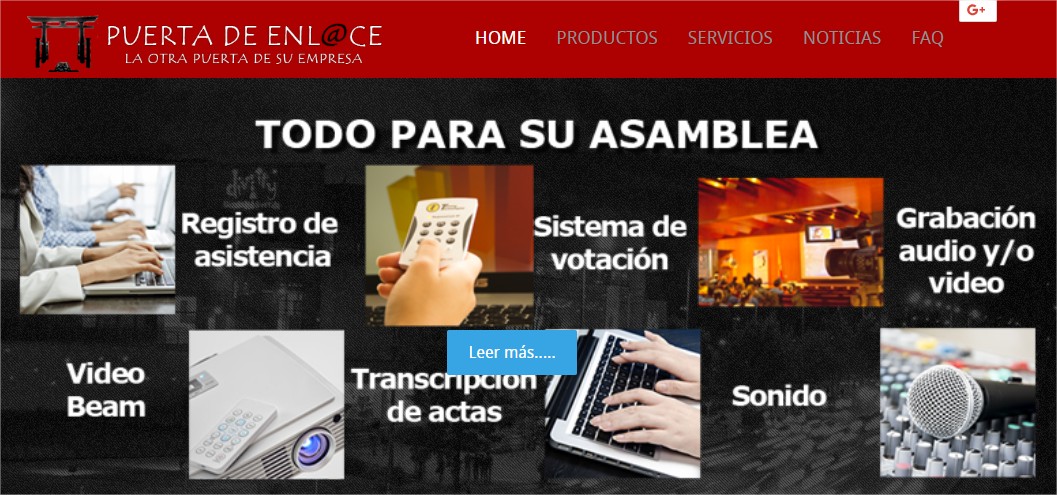 PUERTA DE ENL@CE
LA OTRA PUERTA DE SU EMPRESA
HOME PRODUCTOS SERVICIOS NOTICIAS FAQ
G+
TODO PARA SU ASAMBLEA
Registro de
asistencia
Sistema de
votación
Grabación
audio y/o
video
Video
Beam
Leer más.....
Transcripción
de actas
Sonido